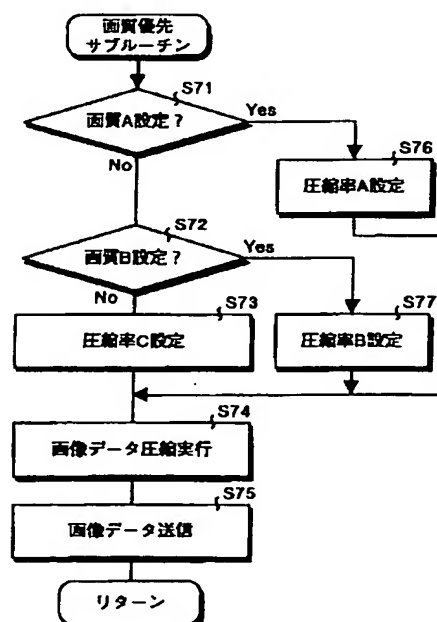 画質優先
サブルーチン
S71
画質A設定？
Yes
No
S76
圧縮率A設定
S72
画質B設定？
Yes
No
S73
圧縮率C設定
S77
圧縮率B設定
S74
画像データ圧縮実行
S75
画像データ送信
リターン